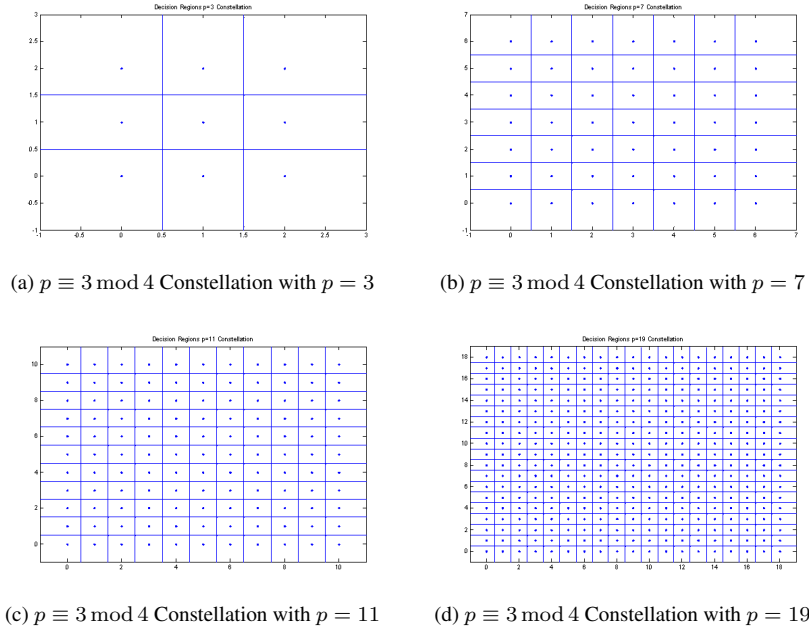 Decision Regions p=3 Constellation
3
2.5
2
1.5
1
0.5
0
-0.5
-1
-1 -0.5 0 0.5 1 1.5 2 2.5 3
(a) p ≡ 3 mod 4 Constellation with p = 3
Decision Regions p=7 Constellation
7
6
5
4
3
2
1
0
-1
-1 0 1 2 3 4 5 6 7
(b) p ≡ 3 mod 4 Constellation with p = 7
Decision Regions p=11 Constellation
10
8
6
4
2
0
0 2 4 6 8 10
(c) p ≡ 3 mod 4 Constellation with p = 11
Decision Regions p=19 Constellation
18
16
14
12
10
8
6
4
2
0
0 2 4 6 8 10 12 14 16 18
(d) p ≡ 3 mod 4 Constellation with p = 19